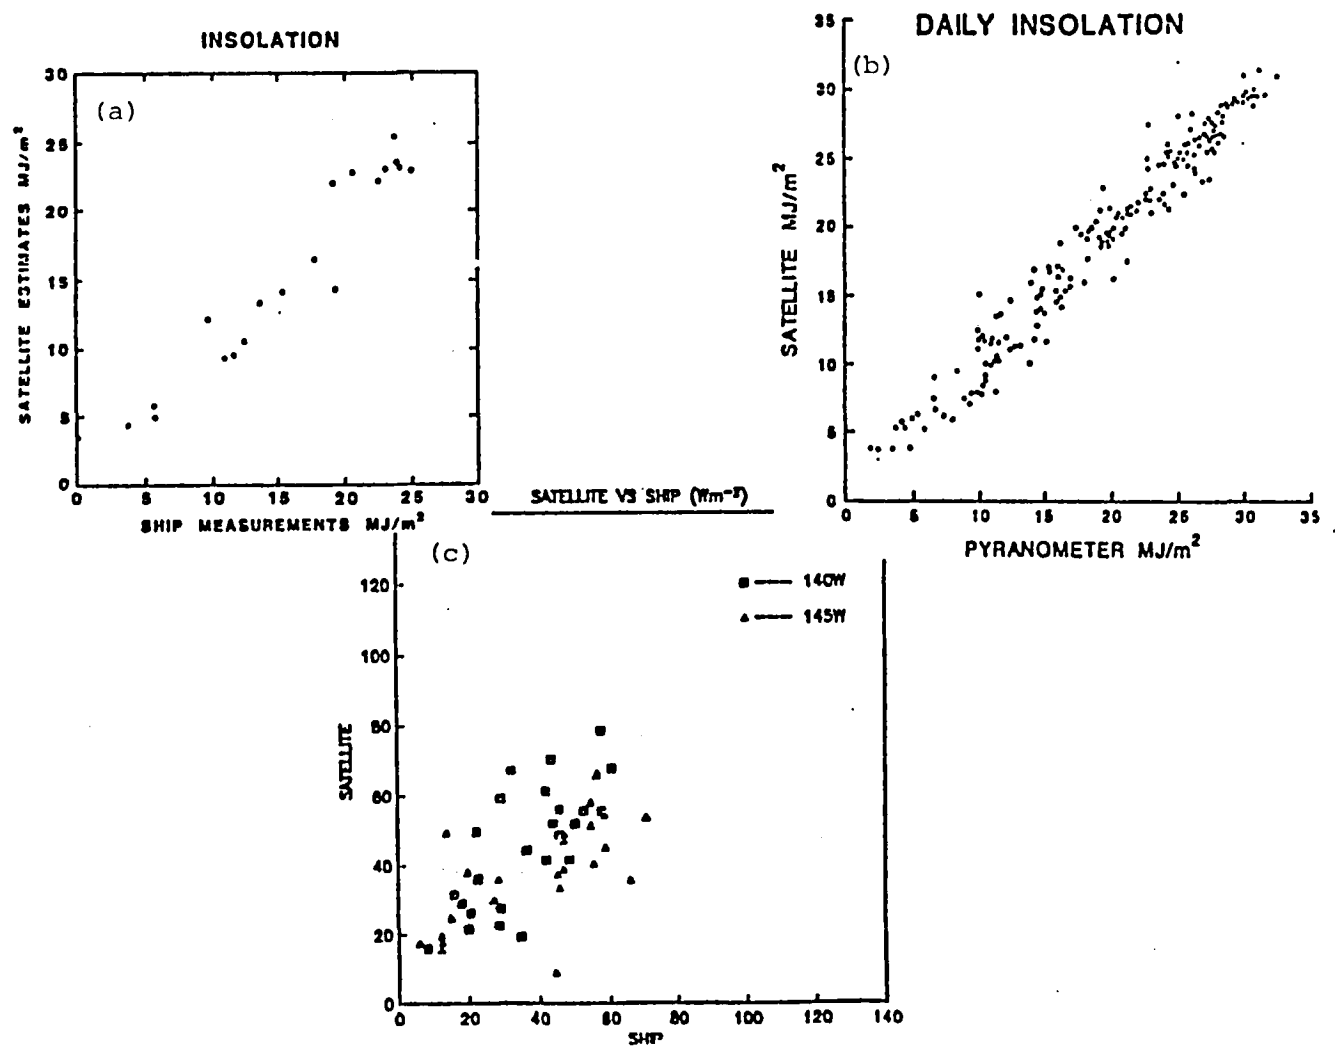 INSOLATION
(a)
SATELLITE ESTIMATES MJ/m²
30
25
20
15
10
5
0
0 5 10 15 20 25 30
SHIP MEASUREMENTS MJ/m²
DAILY INSOLATION
(b)
SATELLITE MJ/m²
35
30
25
20
15
10
5
0
0 5 10 15 20 25 30 35
PYRANOMETER MJ/m²
SATELLITE VS SHIP (Wm⁻²)
(c)
140W
145W
SATELLITE
120
100
80
60
40
20
0
0 20 40 60 80 100 120 140
SHIP